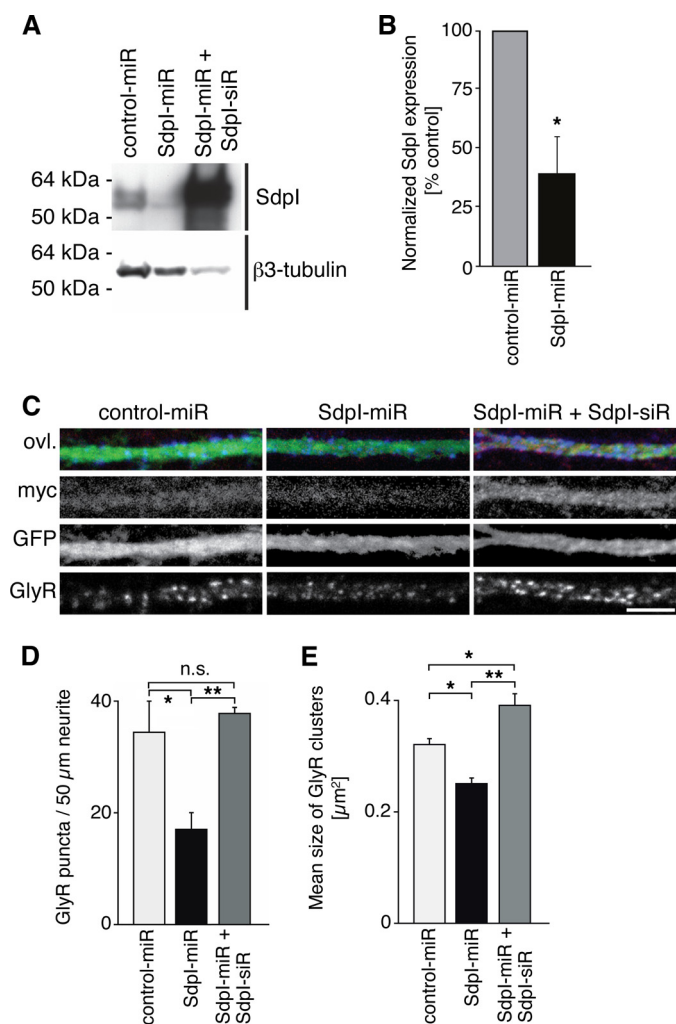 A
control-miR
SdpI-miR
SdpI-miR +
SdpI-siR
64 kDa -
50 kDa -
SdpI
64 kDa -
50 kDa -
β3-tubulin
B
Normalized SdpI expression
[% control]
100
75
50
25
0
*
control-miR
SdpI-miR
C
control-miR
SdpI-miR
SdpI-miR + SdpI-siR
ovl.
myc
GFP
GlyR
D
GlyR puncta / 50 µm neurite
40
20
0
n.s.
*
**
control-miR
SdpI-miR
SdpI-miR +
SdpI-siR
E
Mean size of GlyR clusters
[µm²]
0.4
0.2
0
*
*
**
control-miR
SdpI-miR
SdpI-miR +
SdpI-siR